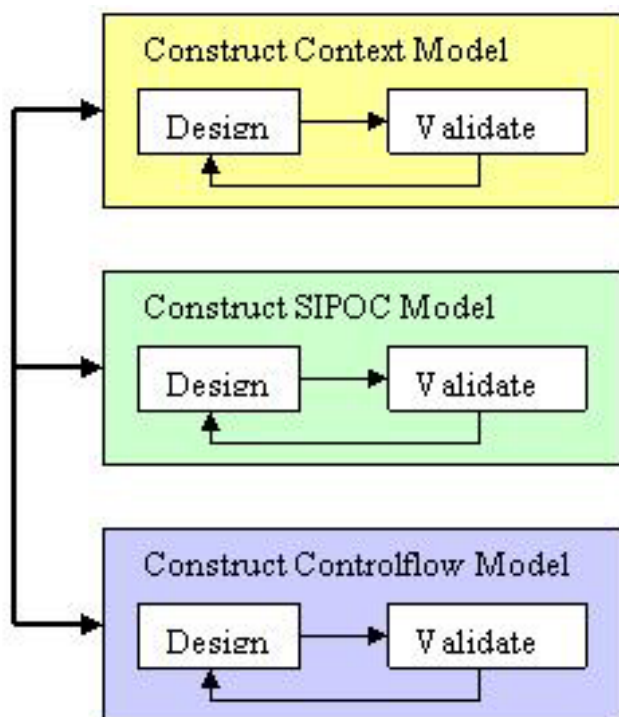 Construct Context Model
Design Validate
Construct SIPOC Model
Design Validate
Construct Controlflow Model
Design Validate